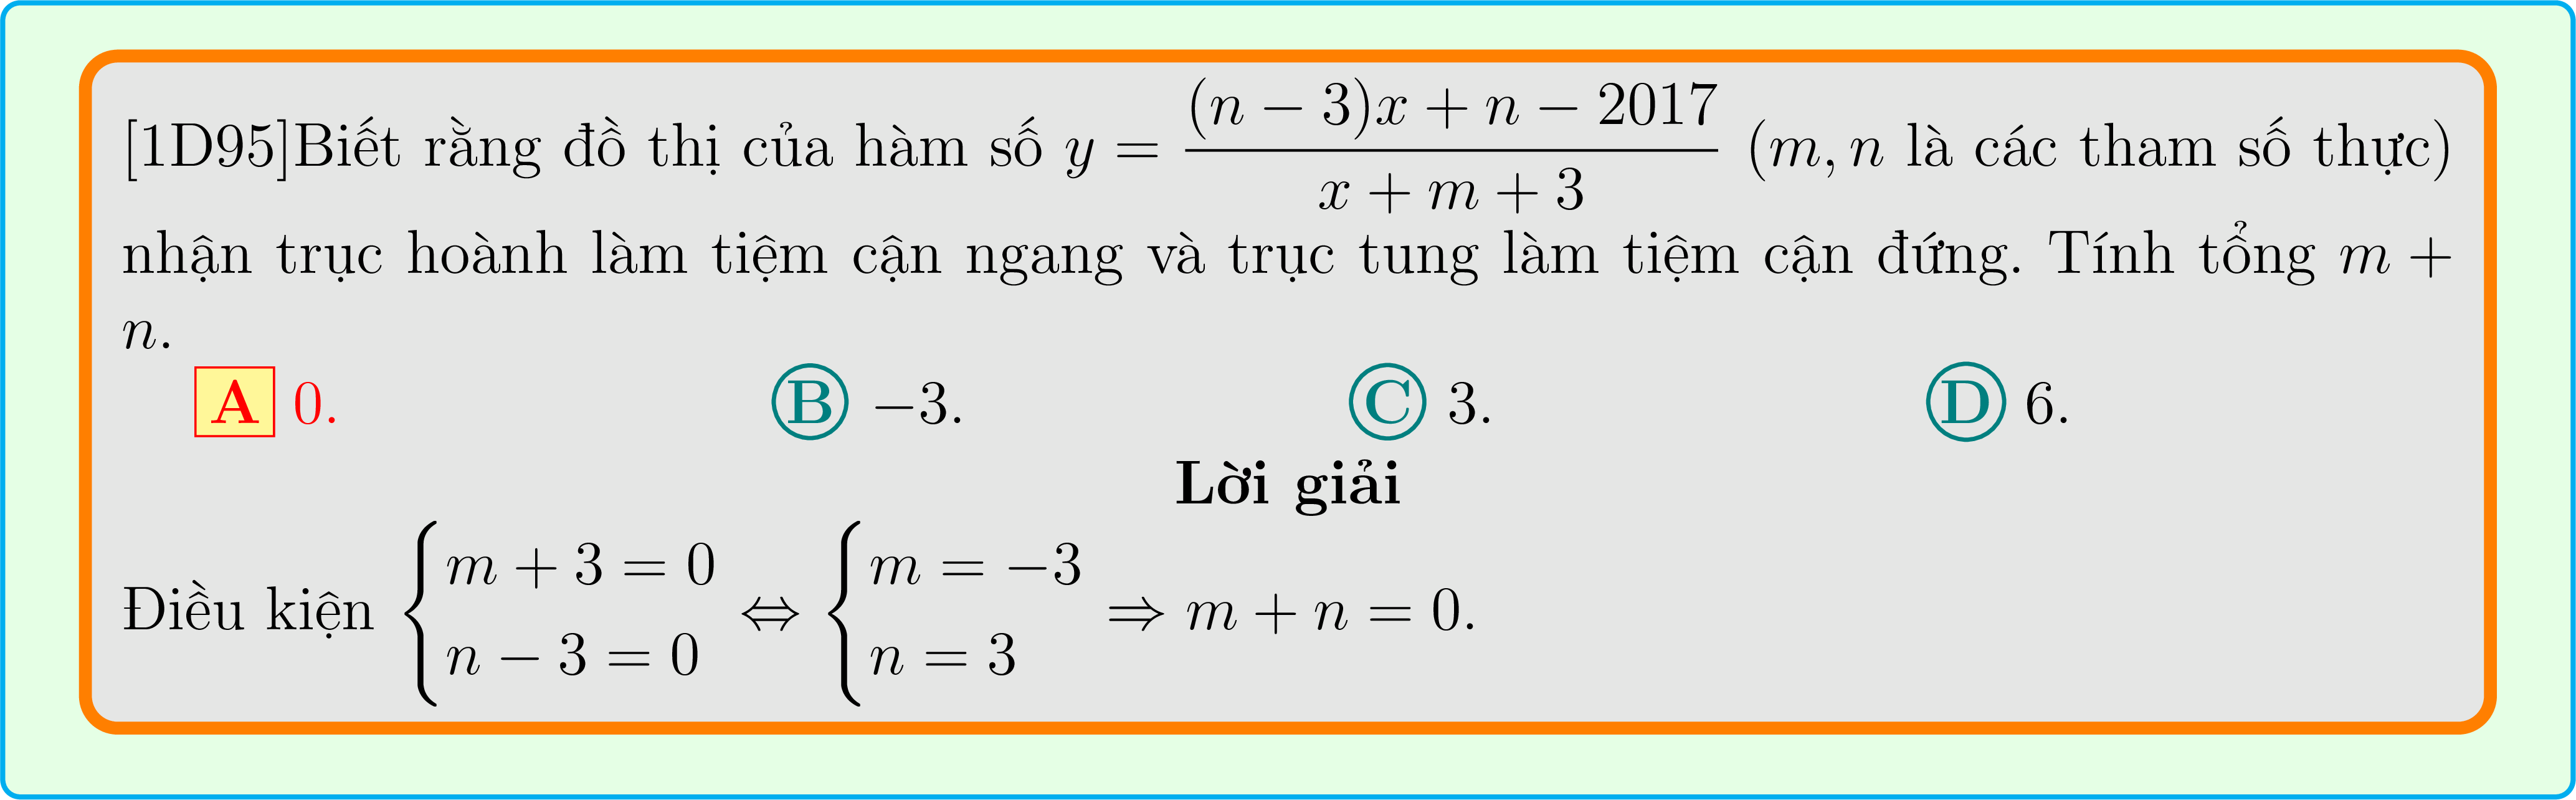 [1D95]Biết rằng đồ thị của hàm số $y = \dfrac{(n-3)x+n-2017}{x+m+3}$ ($m, n$ là các tham số thực)
nhận trục hoành làm tiệm cận ngang và trục tung làm tiệm cận đứng. Tính tổng $m +$
$n$.
A 0. B −3. C 3. D 6.
Lời giải
Điều kiện $\begin{cases} m+3=0 \\ n-3=0 \end{cases} \Leftrightarrow \begin{cases} m=-3 \\ n=3 \end{cases} \Rightarrow m+n=0.$